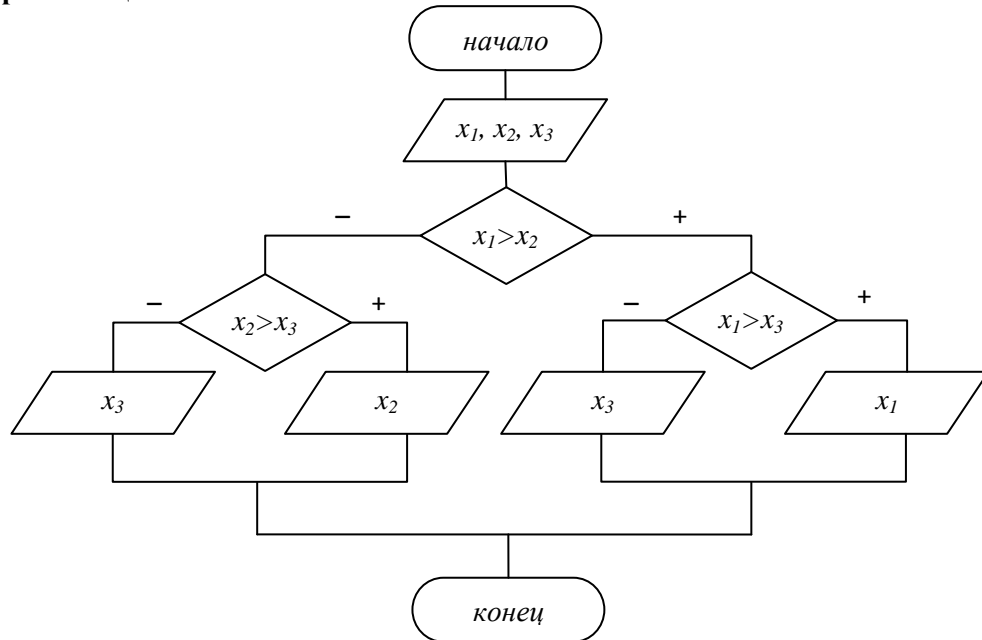 начало
x1, x2, x3
– +
x1>x2
– + – +
x2>x3 x1>x3
x3 x2 x3 x1
конец